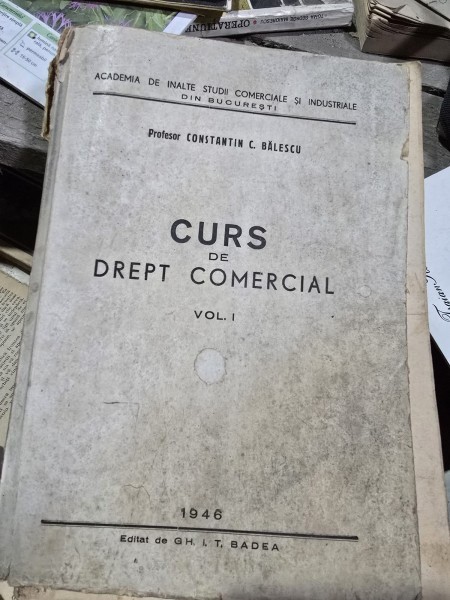 ACADEMIA DE INALTE STUDII COMERCIALE ȘI INDUSTRIALE
DIN BUCUREȘTI
Profesor CONSTANTIN C. BĂLESCU
CURS
DE
DREPT COMERCIAL
VOL. I
1946
Editat de GH. I. T. BADEA